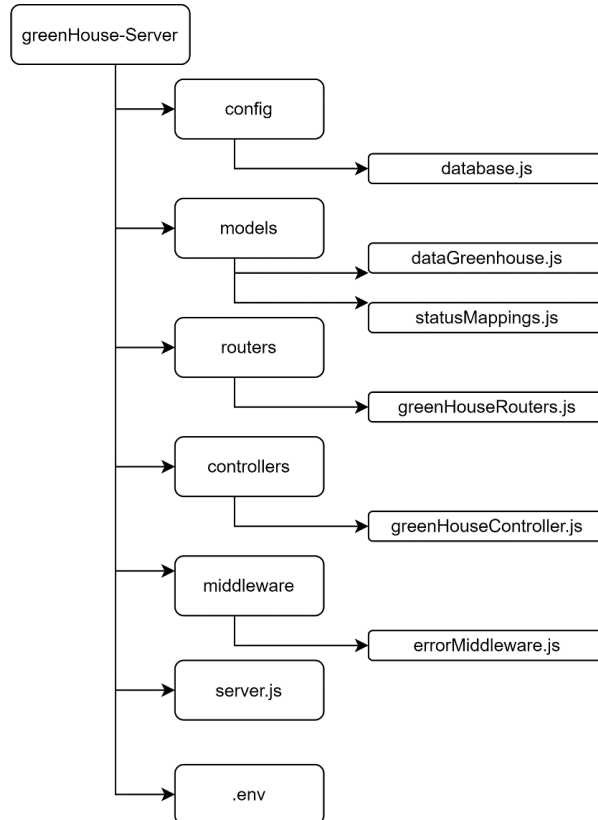 greenHouse-Server
config
database.js
models
dataGreenhouse.js
statusMappings.js
routers
greenHouseRouters.js
controllers
greenHouseController.js
middleware
errorMiddleware.js
server.js
.env